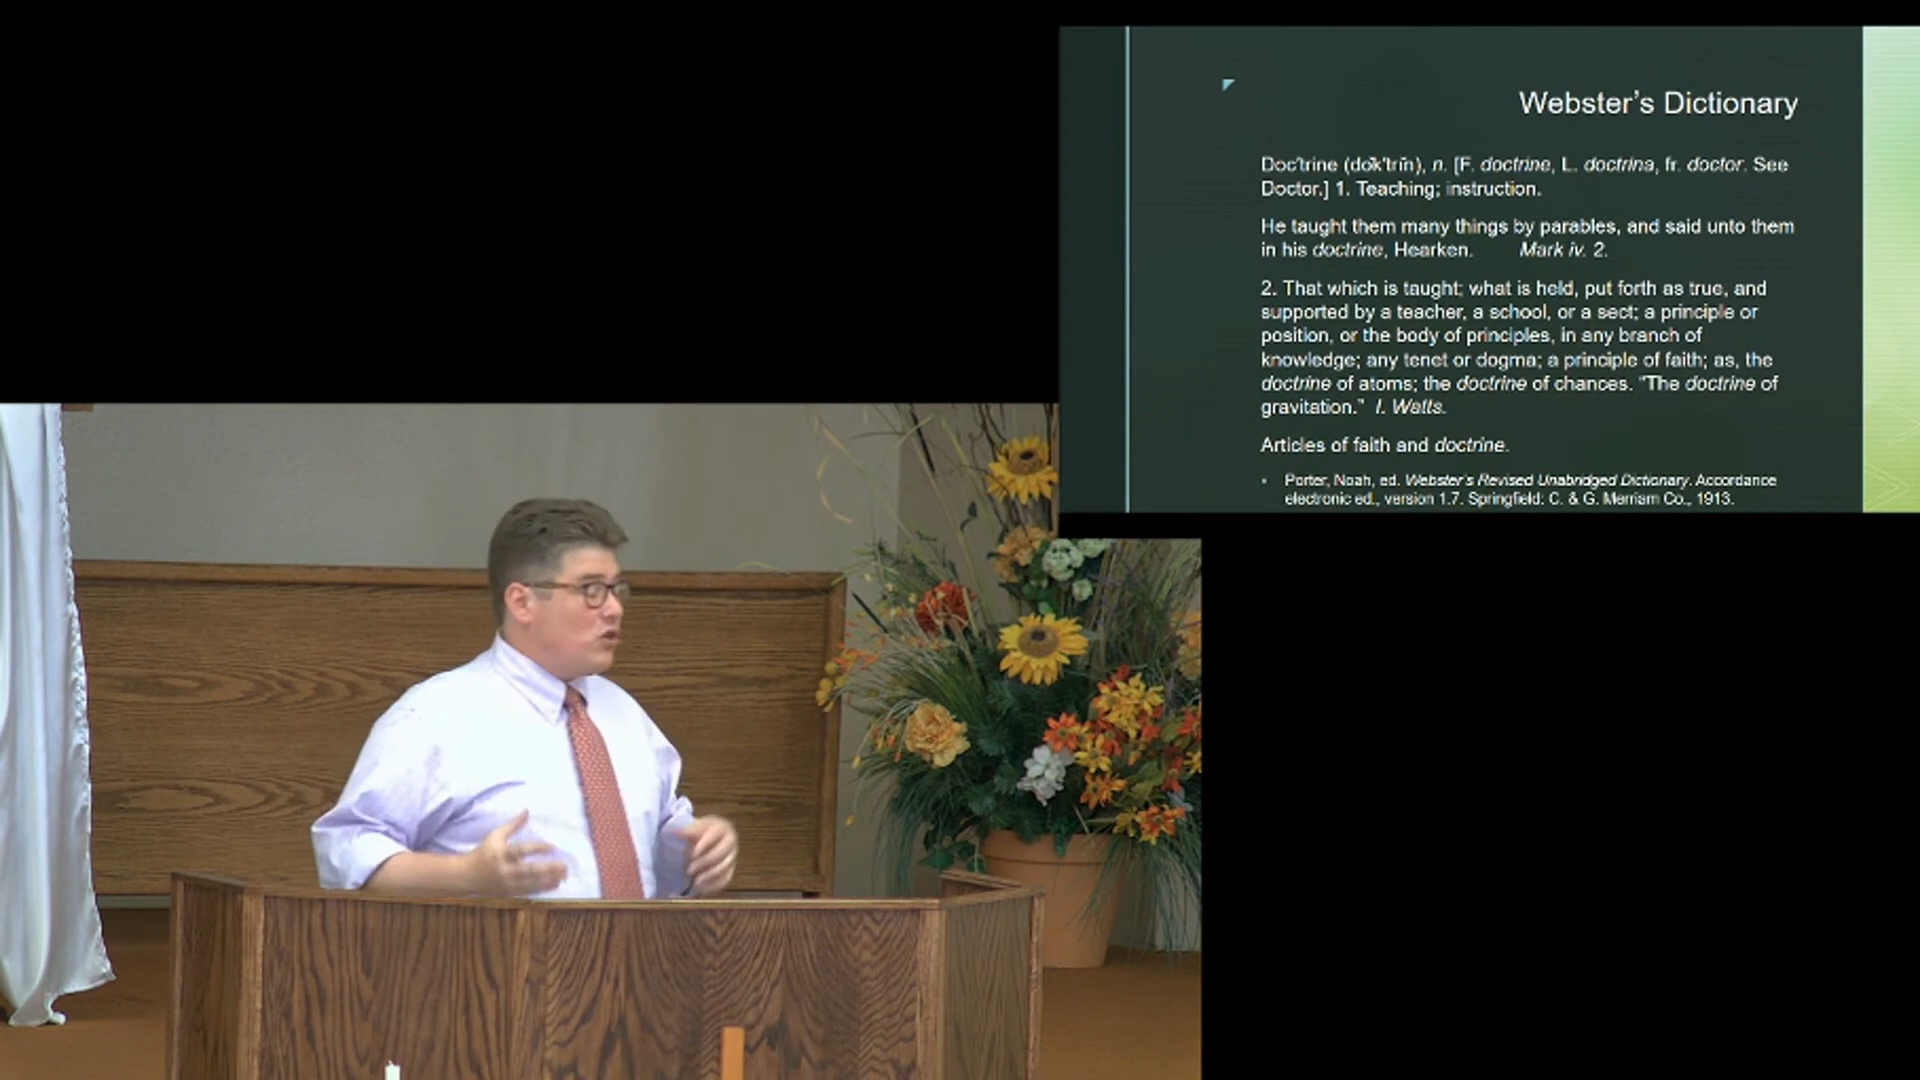 Webster's Dictionary
Doc′trine (dŏk′trĭn), n. [F. doctrine, L. doctrina, fr. doctor. See
Doctor.] 1. Teaching; instruction.
He taught them many things by parables, and said unto them
in his doctrine, Hearken. Mark iv. 2.
2. That which is taught; what is held, put forth as true, and
supported by a teacher, a school, or a sect; a principle or
position, or the body of principles, in any branch of
knowledge; any tenet or dogma; a principle of faith; as, the
doctrine of atoms; the doctrine of chances. “The doctrine of
gravitation.” I. Watts.
Articles of faith and doctrine.
Porter, Noah, ed. Webster's Revised Unabridged Dictionary. Accordance
electronic ed., version 1.7. Springfield: C. & G. Merriam Co., 1913.